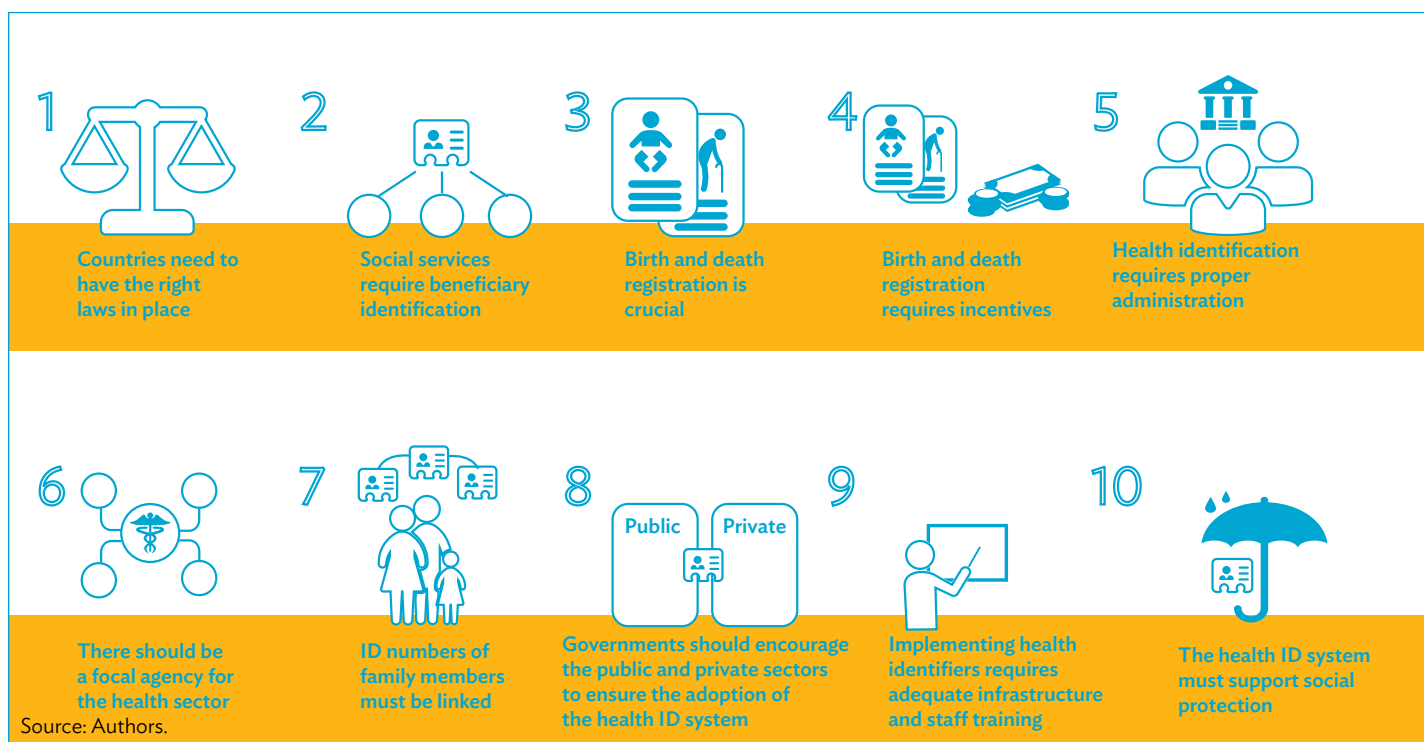 1
Countries need to
have the right
laws in place
2
Social services
require beneficiary
identification
3
Birth and death
registration is
crucial
4
Birth and death
registration
requires incentives
5
Health identification
requires proper
administration
6
There should be
a focal agency for
the health sector
7
ID numbers of
family members
must be linked
8
Public
Private
Governments should encourage
the public and private sectors
to ensure the adoption of
the health ID system
9
Implementing health
identifiers requires
adequate infrastructure
and staff training
10
The health ID system
must support social
protection
Source: Authors.